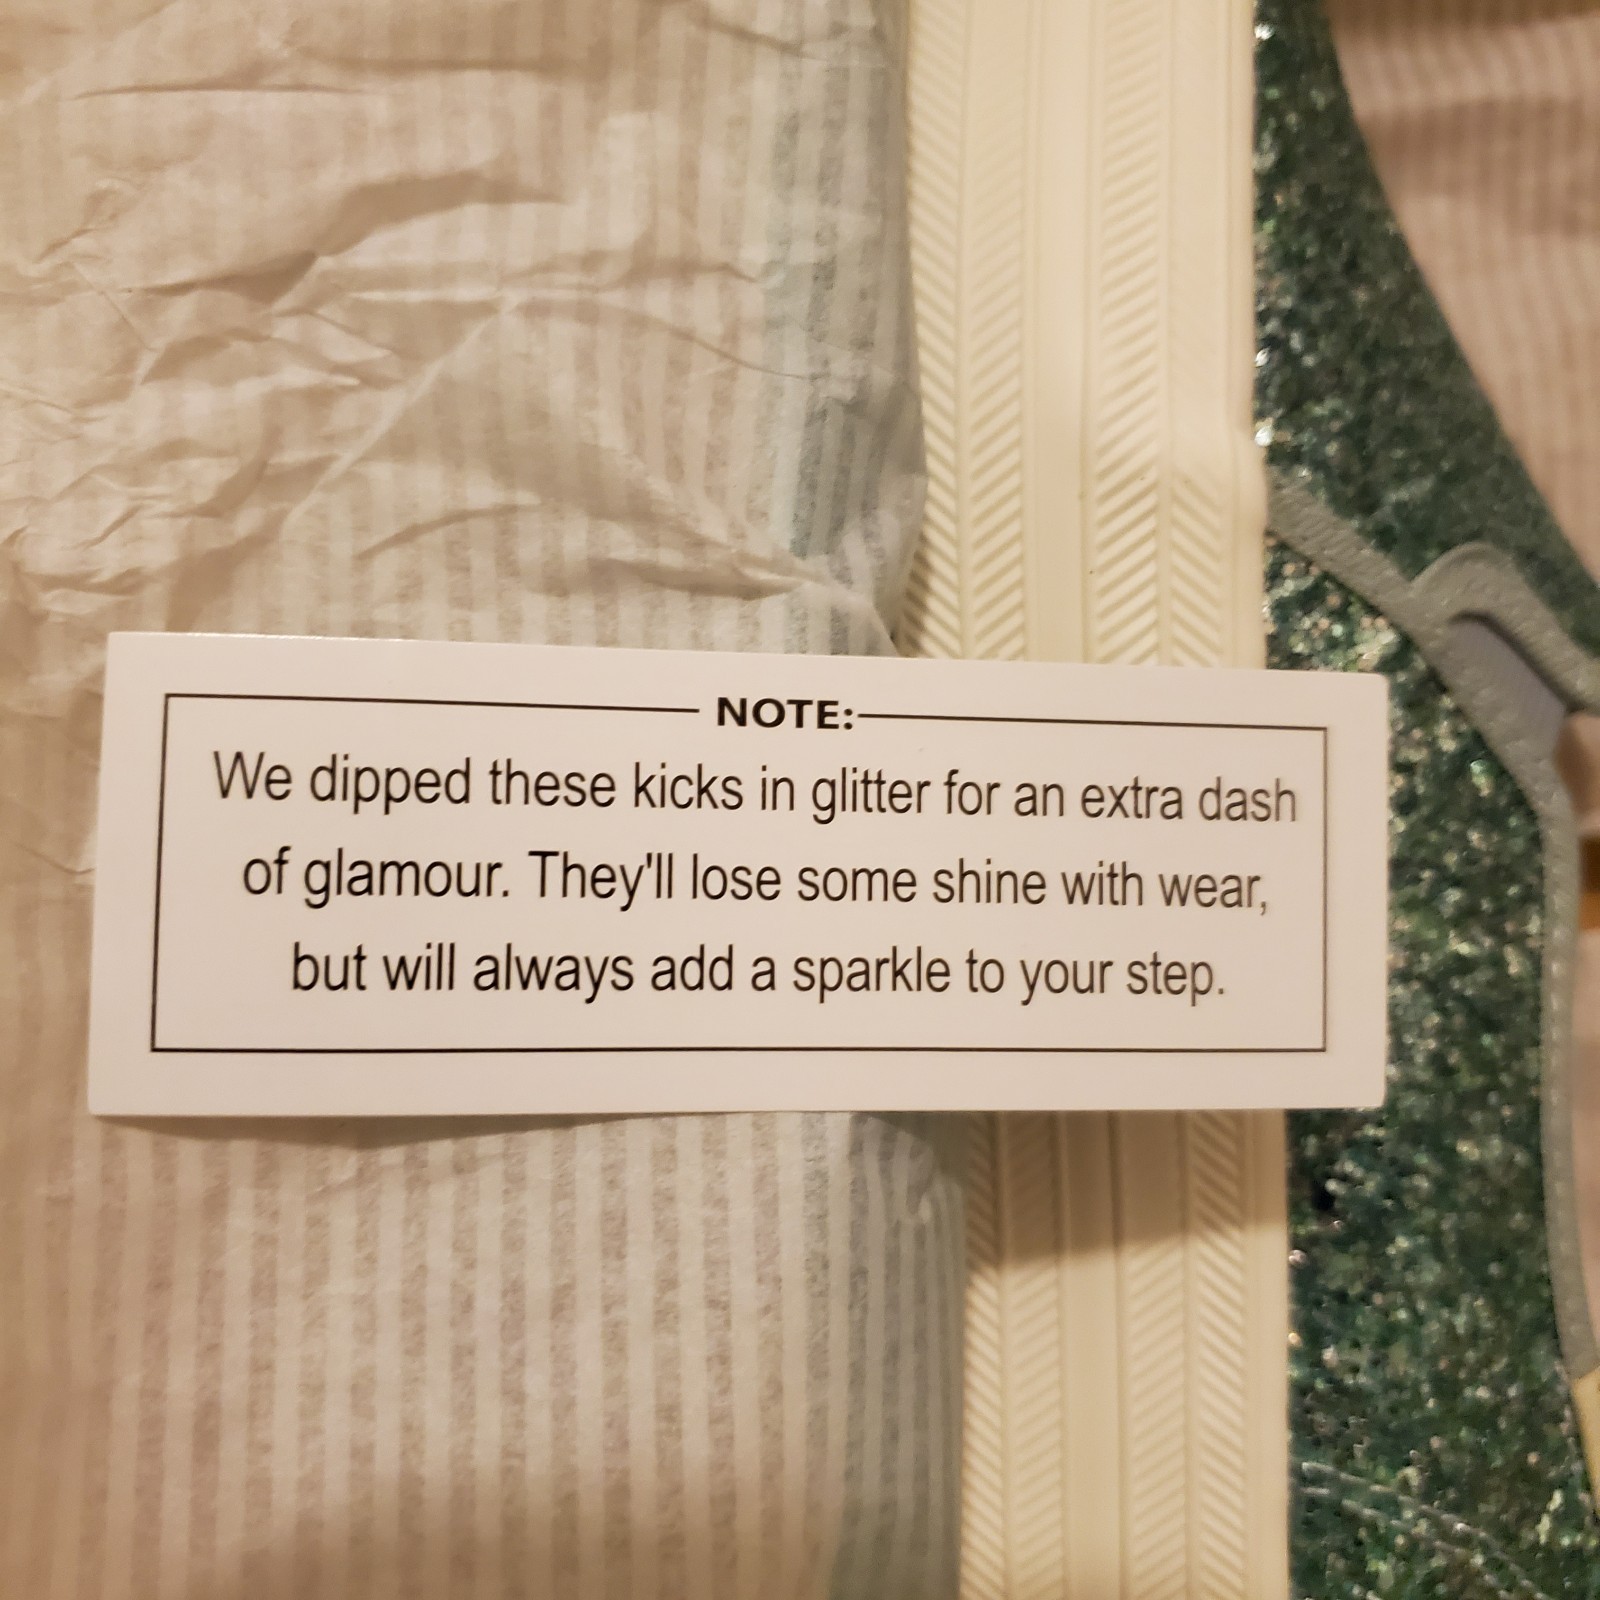 NOTE:
We dipped these kicks in glitter for an extra dash
of glamour. They'll lose some shine with wear,
but will always add a sparkle to your step.